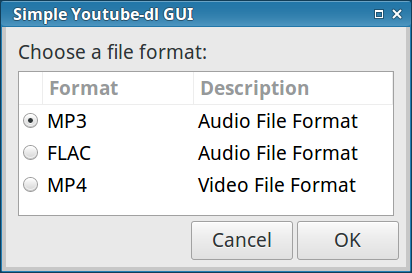 Simple Youtube-dl GUI
Choose a file format:
Format Description
MP3 Audio File Format
FLAC Audio File Format
MP4 Video File Format
Cancel OK